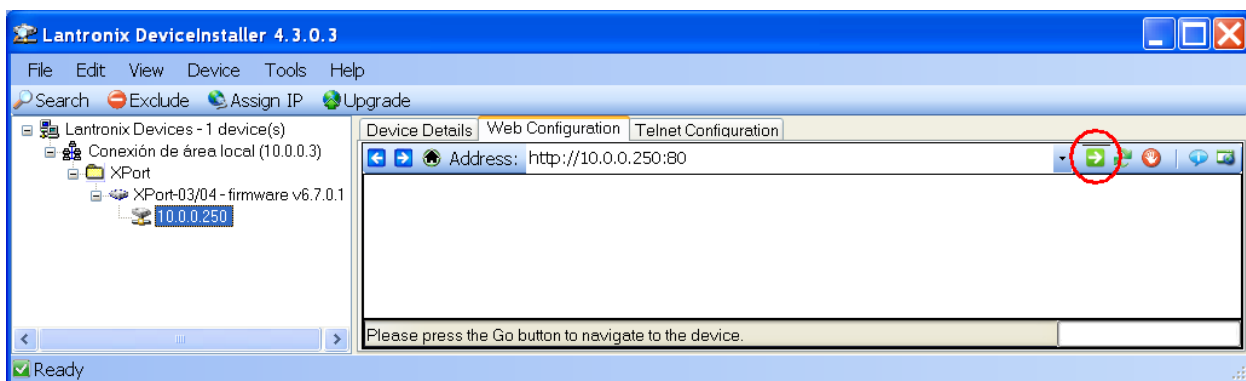 Lantronix DeviceInstaller 4.3.0.3
File Edit View Device Tools Help
Search Exclude Assign IP Upgrade
Lantronix Devices - 1 device(s)
Conexión de área local (10.0.0.3)
XPort
XPort-03/04 - firmware v6.7.0.1
10.0.0.250
Device Details Web Configuration Telnet Configuration
Address: http://10.0.0.250:80
Please press the Go button to navigate to the device.
Ready